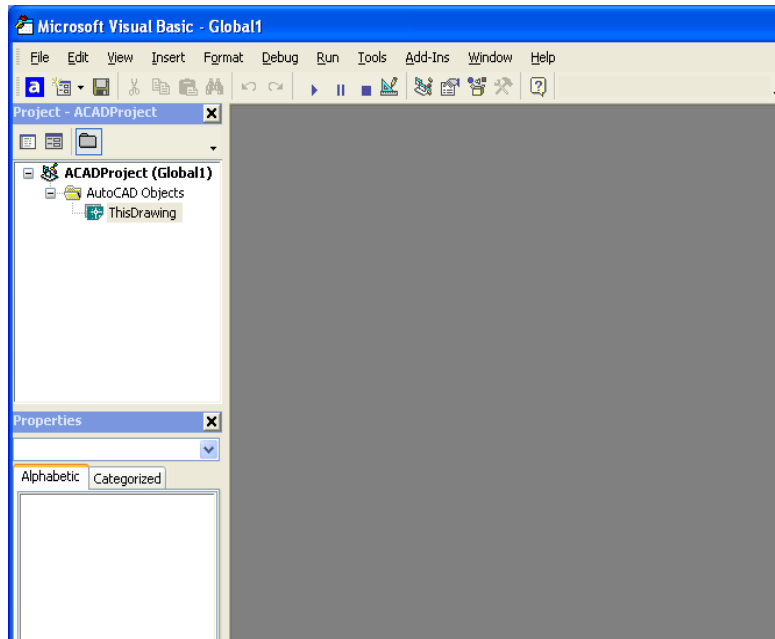 Microsoft Visual Basic - Global1
File Edit View Insert Format Debug Run Tools Add-Ins Window Help
a
Project - ACADProject
ACADProject (Global1)
AutoCAD Objects
ThisDrawing
Properties
Alphabetic Categorized